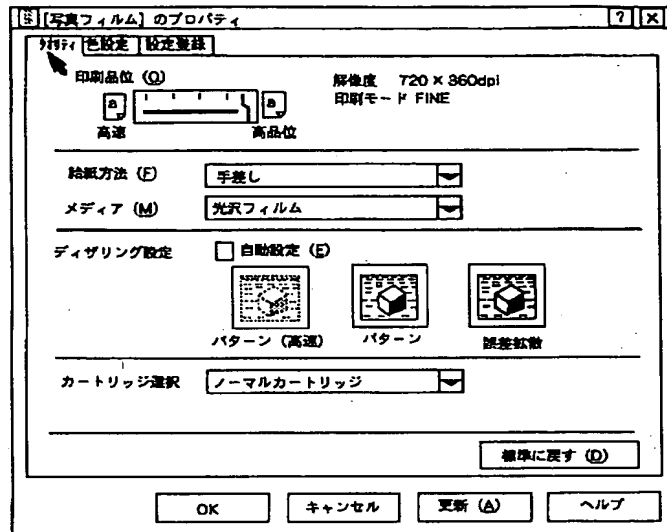 [写真フィルム] のプロパティ ? ×
クオリティ 色設定 設定登録
印刷品位 (Q)
解像度 720 × 360dpi
印刷モード FINE
a a
高速 高品位
給紙方法 (F) 手差し
メディア (M) 光沢フィルム
ディザリング設定 自動設定 (E)
パターン (高速) パターン 誤差拡散
カートリッジ選択 ノーマルカートリッジ
標準に戻す (D)
OK キャンセル 更新 (A) ヘルプ